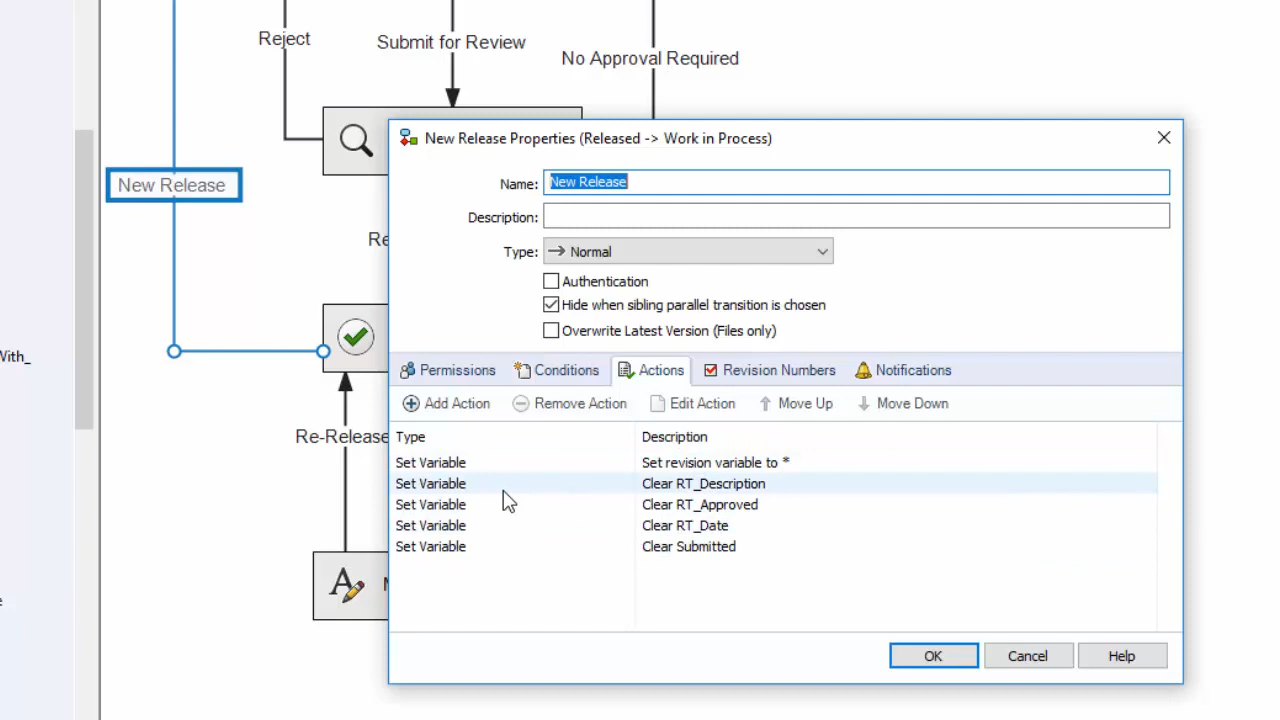 Reject
Submit for Review
No Approval Required
New Release
Re
With_
Re-Release
e
New Release Properties (Released -> Work in Process)
Name: New Release
Description:
Type: Normal
Authentication
Hide when sibling parallel transition is chosen
Overwrite Latest Version (Files only)
Permissions Conditions Actions Revision Numbers Notifications
Add Action Remove Action Edit Action Move Up Move Down
Type Description
Set Variable Set revision variable to *
Set Variable Clear RT_Description
Set Variable Clear RT_Approved
Set Variable Clear RT_Date
Set Variable Clear Submitted
OK Cancel Help